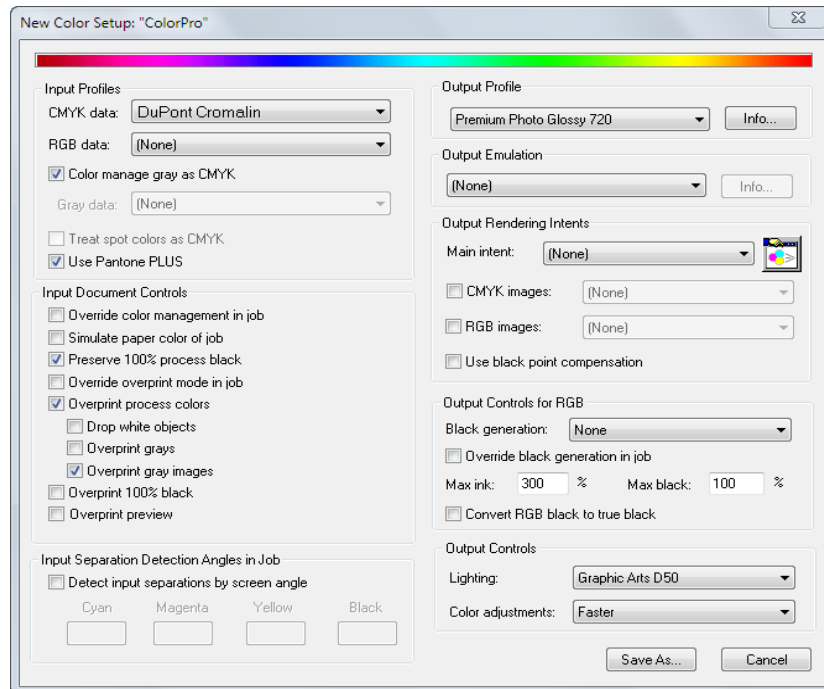 New Color Setup: "ColorPro"
Input Profiles
CMYK data: DuPont Cromalin
RGB data: (None)
Color manage gray as CMYK
Gray data: (None)
Treat spot colors as CMYK
Use Pantone PLUS
Input Document Controls
Override color management in job
Simulate paper color of job
Preserve 100% process black
Override overprint mode in job
Overprint process colors
Drop white objects
Overprint grays
Overprint gray images
Overprint 100% black
Overprint preview
Input Separation Detection Angles in Job
Detect input separations by screen angle
Cyan Magenta Yellow Black
Output Profile
Premium Photo Glossy 720 Info...
Output Emulation
(None) Info...
Output Rendering Intents
Main intent: (None)
CMYK images: (None)
RGB images: (None)
Use black point compensation
Output Controls for RGB
Black generation: None
Override black generation in job
Max ink: 300 % Max black: 100 %
Convert RGB black to true black
Output Controls
Lighting: Graphic Arts D50
Color adjustments: Faster
Save As... Cancel